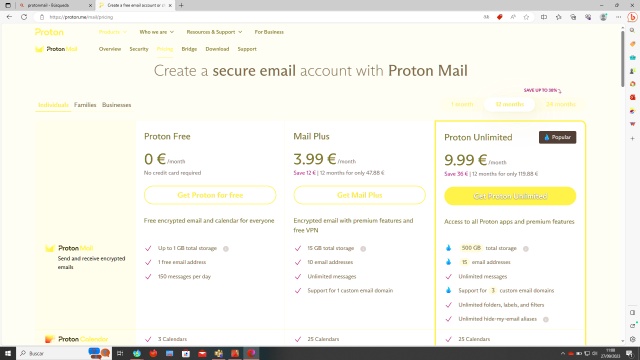 protonmail - Búsqueda
Create a free email account or
https://proton.me/mail/pricing
Proton
Products
Who we are
Resources & Support
For Business
Proton Mail
Overview
Security
Pricing
Bridge
Download
Support
Create a secure email account with Proton Mail
SAVE UP TO 38%
Individuals
Families
Businesses
1 month
12 months
24 months
Proton Free
Mail Plus
Proton Unlimited
Popular
0 € /month
3.99 € /month
9.99 € /month
No credit card required
Save 12 € | 12 months for only 47.88 €
Save 36 € | 12 months for only 119.88 €
Get Proton for free
Get Mail Plus
Get Proton Unlimited
Free encrypted email and calendar for everyone
Encrypted email with premium features and
free VPN
Access to all Proton apps and premium features
Proton Mail
Send and receive encrypted
emails
Up to 1 GB total storage
1 free email address
150 messages per day
15 GB total storage
10 email addresses
Unlimited messages
Support for 1 custom email domain
500 GB total storage
15 email addresses
Unlimited messages
Support for 3 custom email domains
Unlimited folders, labels, and filters
Unlimited hide-my-email aliases
Proton Calendar
3 Calendars
25 Calendars
25 Calendars
Buscar